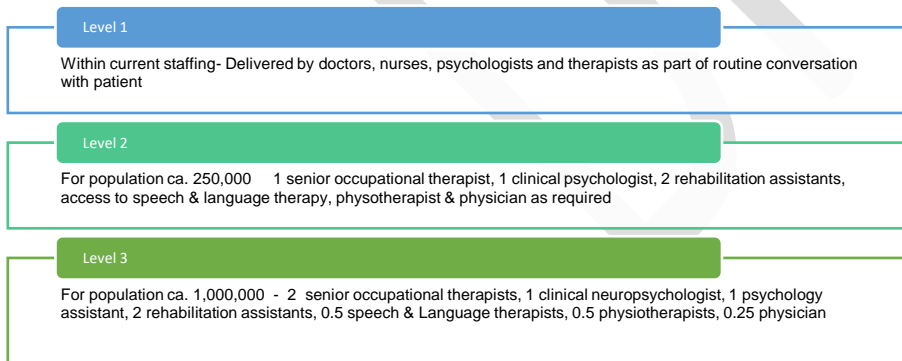 Level 1
Within current staffing- Delivered by doctors, nurses, psychologists and therapists as part of routine conversation
with patient
Level 2
For population ca. 250,000    1 senior occupational therapist, 1 clinical psychologist, 2 rehabilitation assistants,
access to speech & language therapy, physotherapist & physician as required
Level 3
For population ca. 1,000,000  -  2  senior occupational therapists, 1 clinical neuropsychologist, 1 psychology
assistant, 2 rehabilitation assistants, 0.5 speech & Language therapists, 0.5 physiotherapists, 0.25 physician